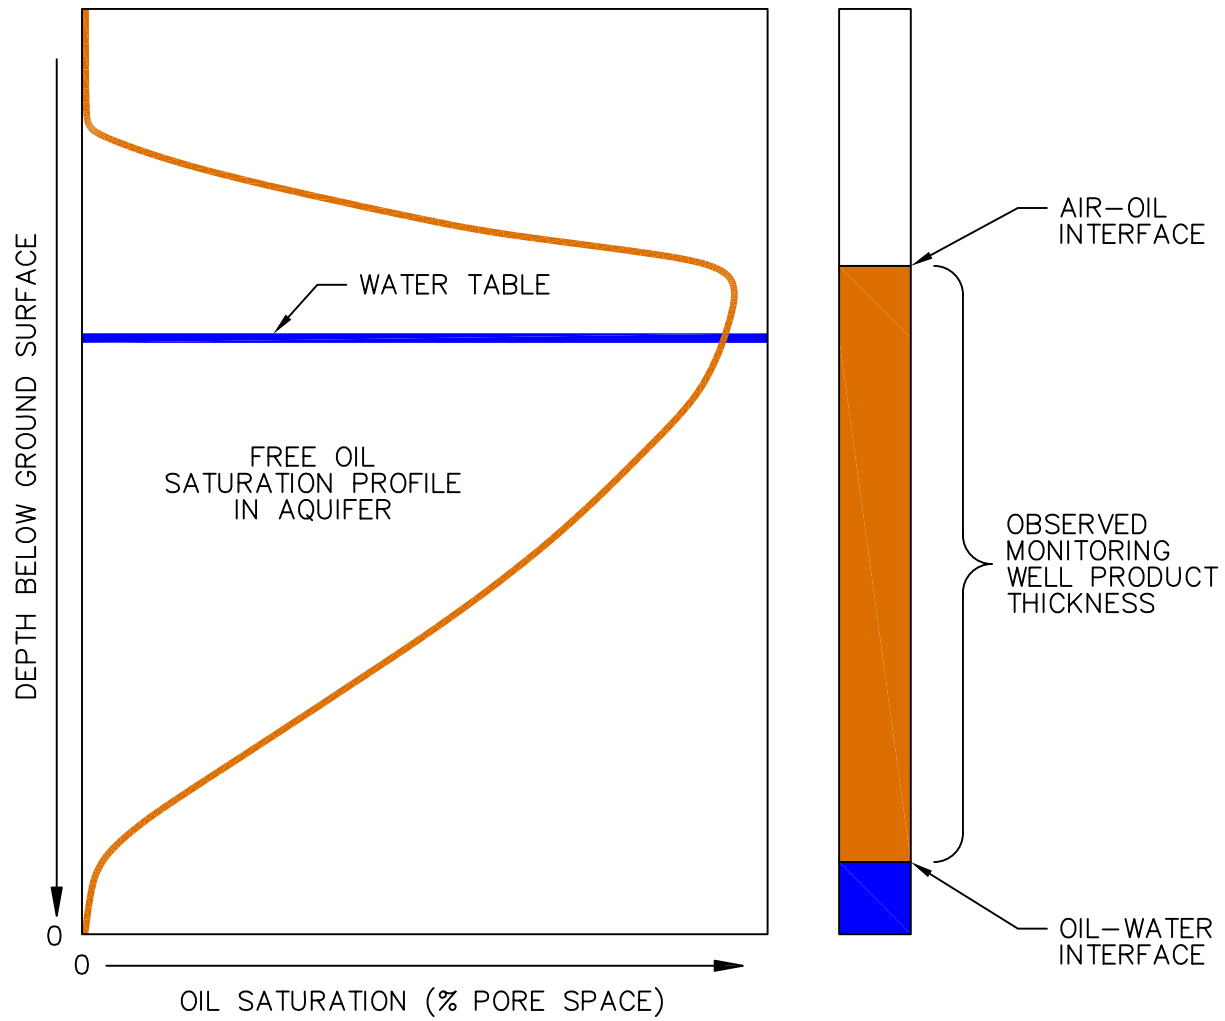 AIR-OIL
INTERFACE
WATER TABLE
DEPTH BELOW GROUND SURFACE
FREE OIL
SATURATION PROFILE
IN AQUIFER
OBSERVED
MONITORING
WELL PRODUCT
THICKNESS
OIL-WATER
INTERFACE
0
0
OIL SATURATION (% PORE SPACE)